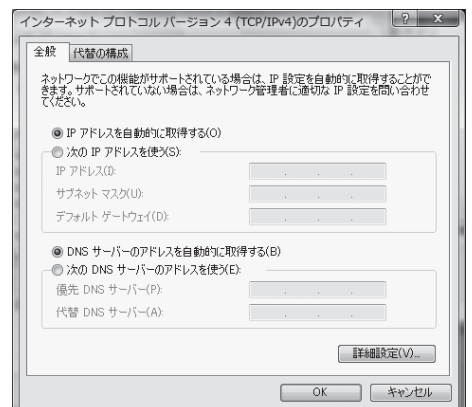 インターネット プロトコル バージョン 4 (TCP/IPv4)のプロパティ
全般 代替の構成
ネットワークでこの機能がサポートされている場合は、IP 設定を自動的に取得することがで
きます。サポートされていない場合は、ネットワーク管理者に適切な IP 設定を問い合わせ
てください。
IP アドレスを自動的に取得する(O)
次の IP アドレスを使う(S):
IP アドレス(I):
サブネット マスク(U):
デフォルト ゲートウェイ(D):
DNS サーバーのアドレスを自動的に取得する(B)
次の DNS サーバーのアドレスを使う(E):
優先 DNS サーバー(P):
代替 DNS サーバー(A):
詳細設定(V)...
OK キャンセル